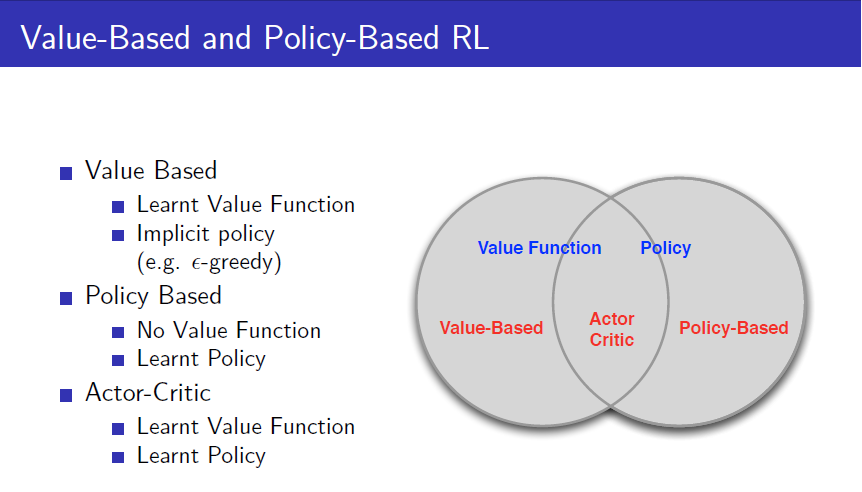 Value-Based and Policy-Based RL
Value Based
Learnt Value Function
Implicit policy
(e.g. ϵ-greedy)
Policy Based
No Value Function
Learnt Policy
Actor-Critic
Learnt Value Function
Learnt Policy
Value Function
Policy
Value-Based
Actor
Critic
Policy-Based